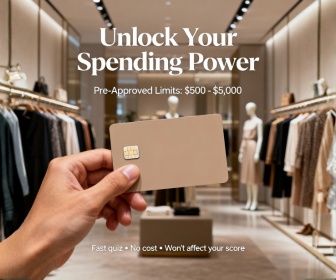 Unlock Your
Spending Power
Pre-Approved Limits: $500 - $5,000
Fast quiz • No cost • Won't affect your score